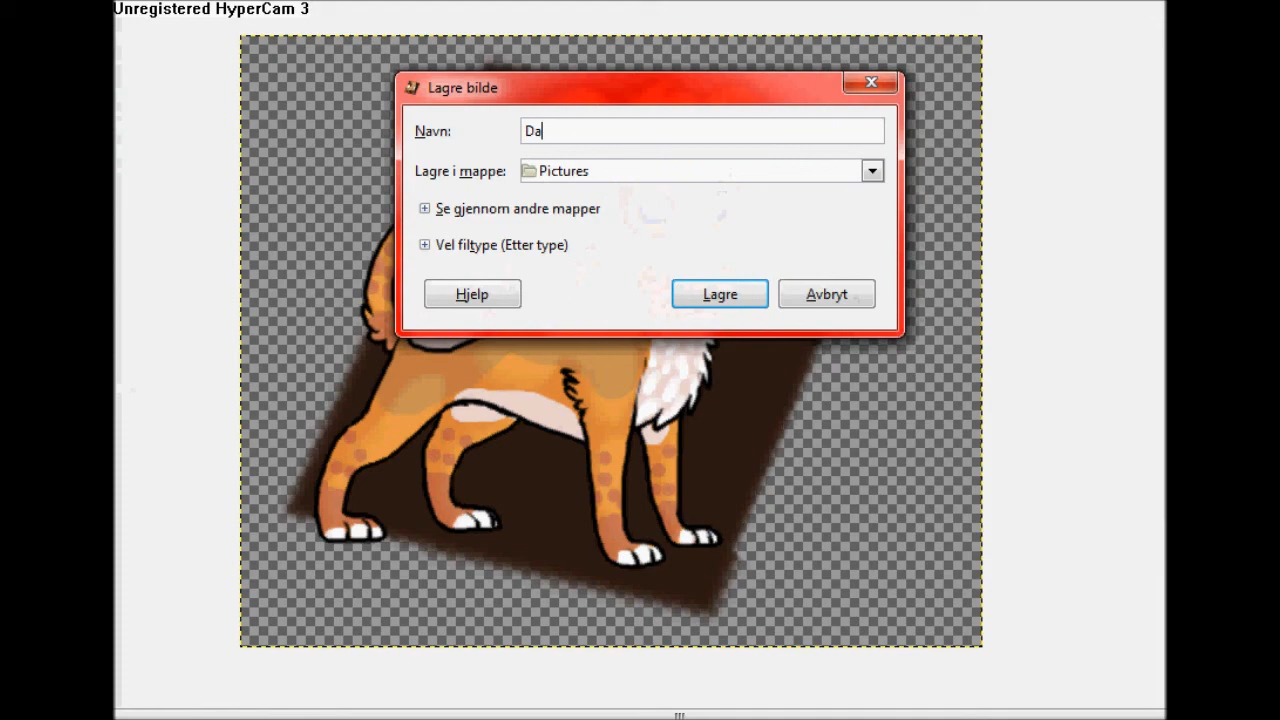 Unregistered HyperCam 3
Lagre bilde
Navn: Da
Lagre i mappe: Pictures
Se gjennom andre mapper
Vel filtype (Etter type)
Hjelp Lagre Avbryt